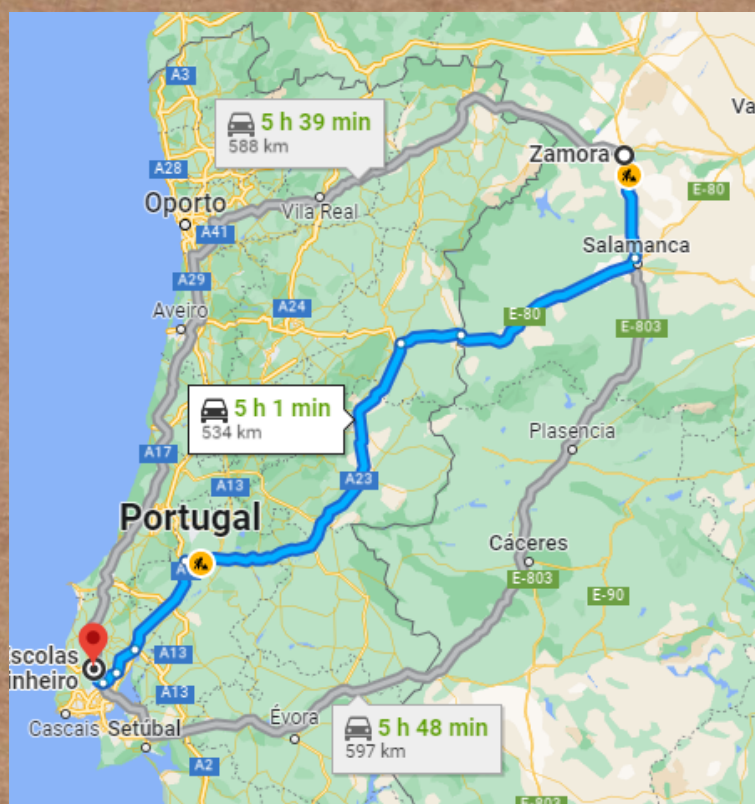 A3
Va
5 h 39 min
588 km
Zamora
A28
E-80
Oporto
Vila Real
A41
Salamanca
A29
Aveiro
A24
E-80
E-803
5 h 1 min
534 km
Plasencia
A17
A23
A13
Portugal
Cáceres
E-803
E-90
scolas
inheiro
A13
A13
Évora
5 h 48 min
597 km
Cascais
Setúbal
A2
E-803